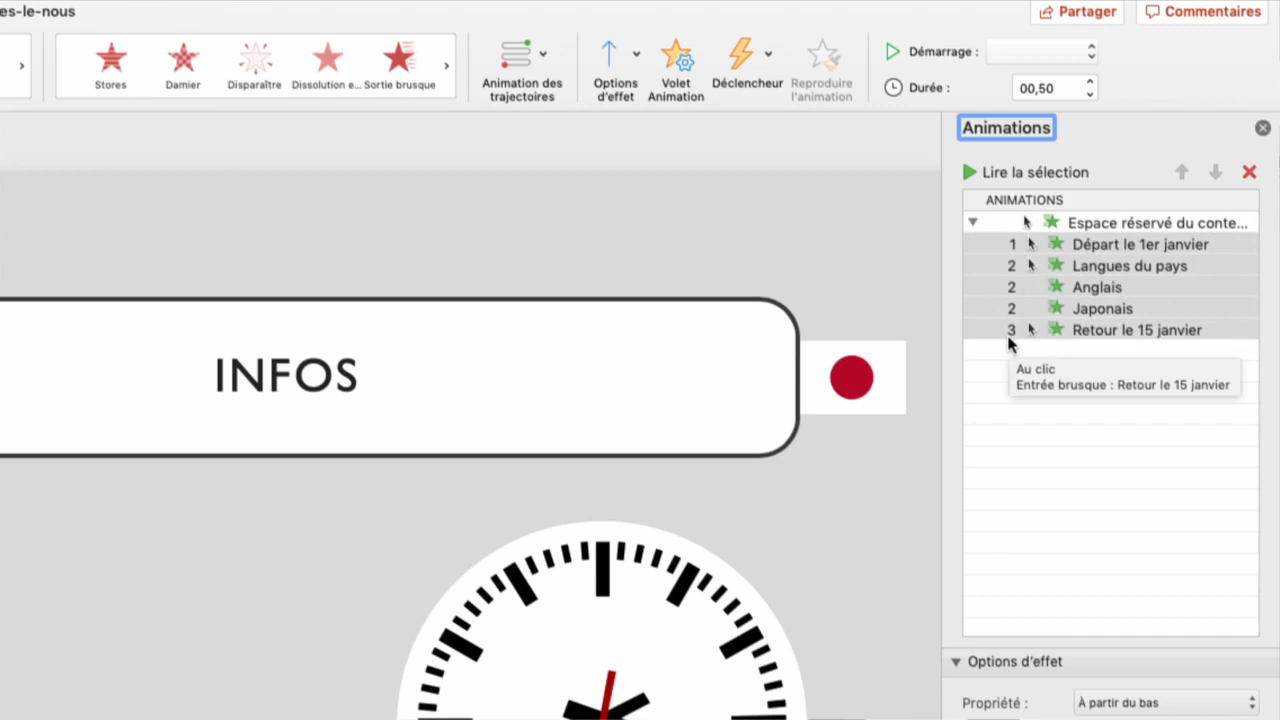 es-le-nous
Partager
Commentaires
Stores
Damier
Disparaître
Dissolution e...
Sortie brusque
Animation des
trajectoires
Options
d'effet
Volet
Animation
Déclencheur
Reproduire
l'animation
Démarrage :
Durée :
00,50
Animations
Lire la sélection
ANIMATIONS
Espace réservé du conte...
1 Départ le 1er janvier
2 Langues du pays
2 Anglais
2 Japonais
3 Retour le 15 janvier
Au clic
Entrée brusque : Retour le 15 janvier
INFOS
Options d'effet
Propriété :
À partir du bas